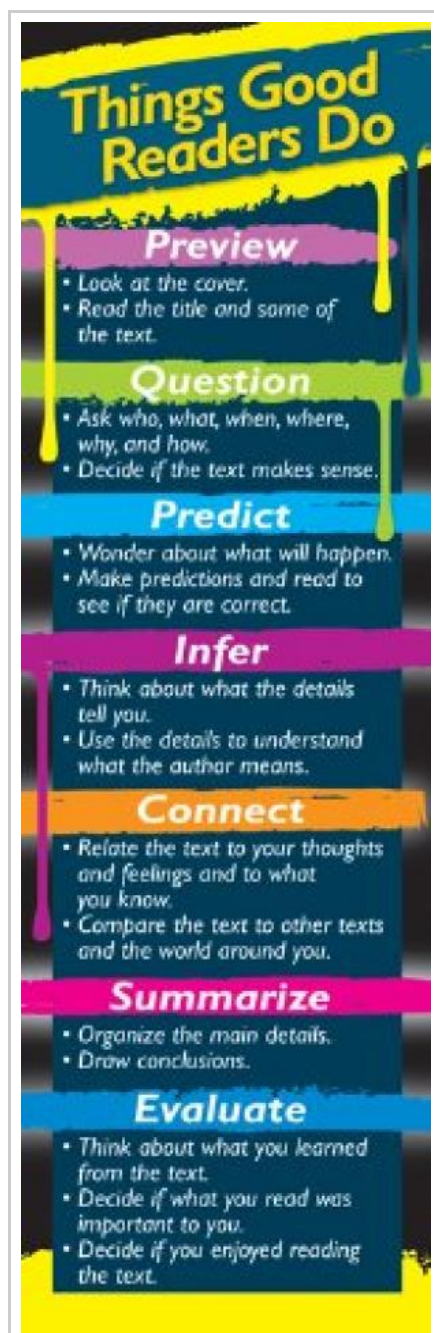 Things Good
Readers Do
Preview
• Look at the cover.
• Read the title and some of
the text.
Question
• Ask who, what, when, where,
why, and how.
• Decide if the text makes sense.
Predict
• Wonder about what will happen.
• Make predictions and read to
see if they are correct.
Infer
• Think about what the details
tell you.
• Use the details to understand
what the author means.
Connect
• Relate the text to your thoughts
and feelings and to what
you know.
• Compare the text to other texts
and the world around you.
Summarize
• Organize the main details.
• Draw conclusions.
Evaluate
• Think about what you learned
from the text.
• Decide if what you read was
important to you.
• Decide if you enjoyed reading
the text.